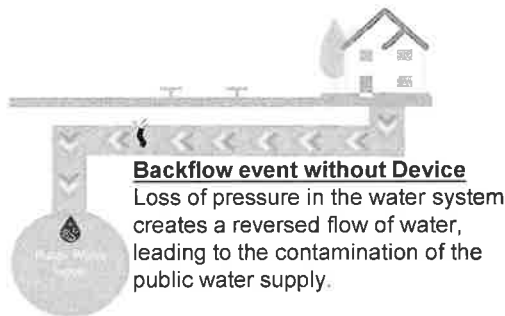 Backflow event without Device
Loss of pressure in the water system
creates a reversed flow of water,
leading to the contamination of the
public water supply.